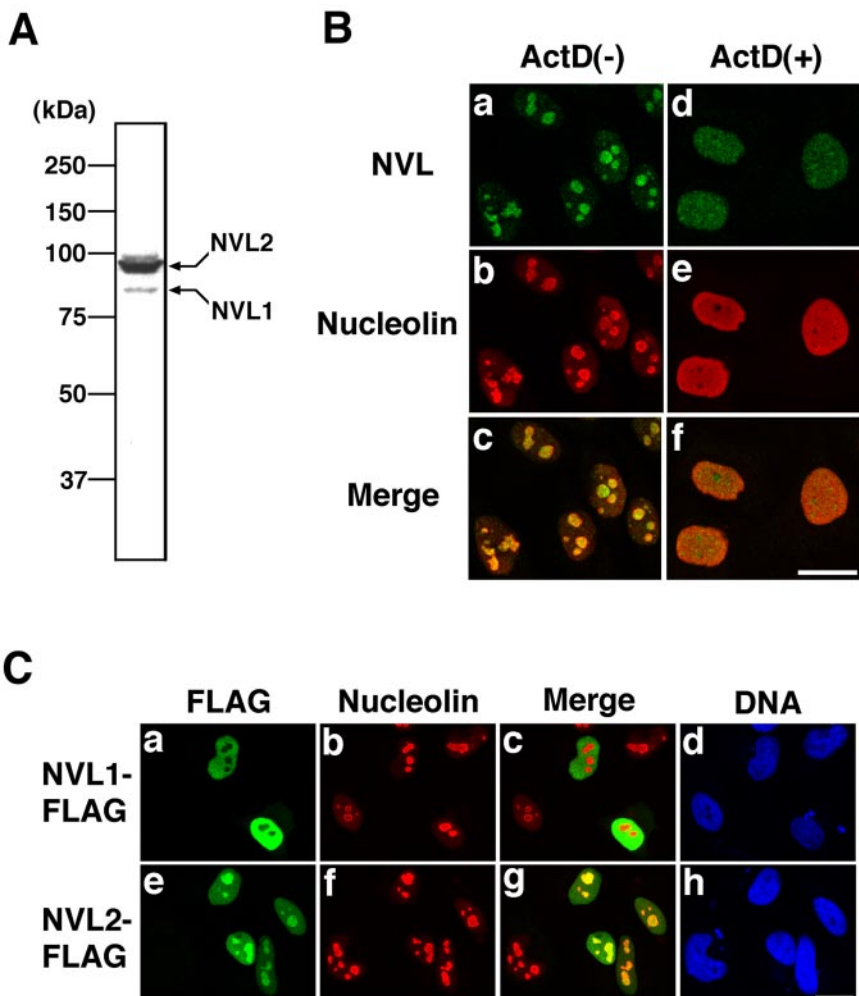 A
(kDa)
250
150
100
75
50
37
NVL2
NVL1
B
ActD(-) ActD(+)
NVL
a d
Nucleolin
b e
Merge
c f
C
FLAG Nucleolin Merge DNA
NVL1-
FLAG
a b c d
NVL2-
FLAG
e f g h